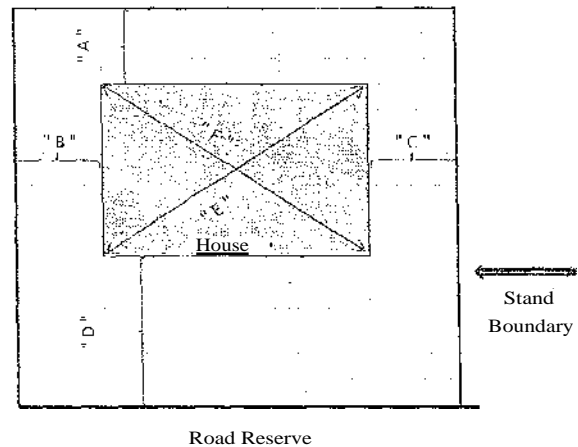 "A"
"B"
"C"
"F"
"E"
House
"D"
Stand
Boundary
Road Reserve